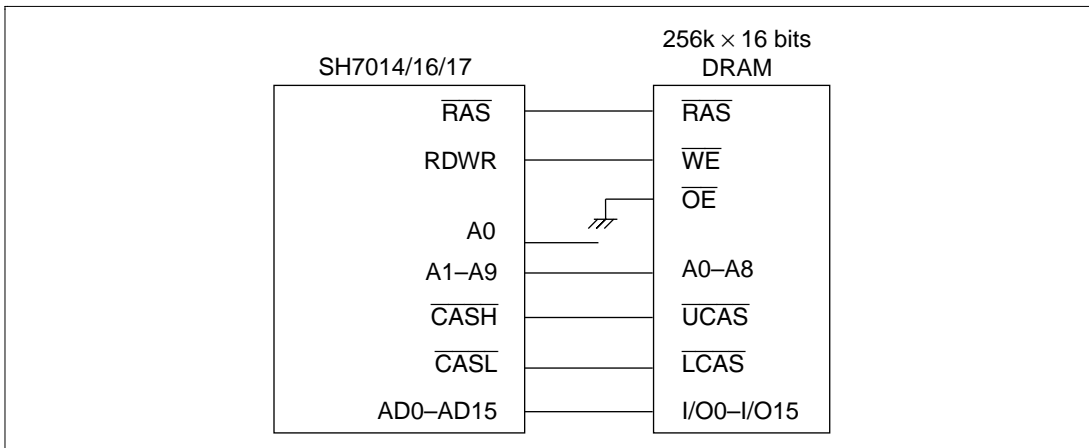 256k × 16 bits
SH7014/16/17 DRAM
RAS RAS
RDWR WE
OE
A0
A1–A9 A0–A8
CASH UCAS
CASL LCAS
AD0–AD15 I/O0–I/O15